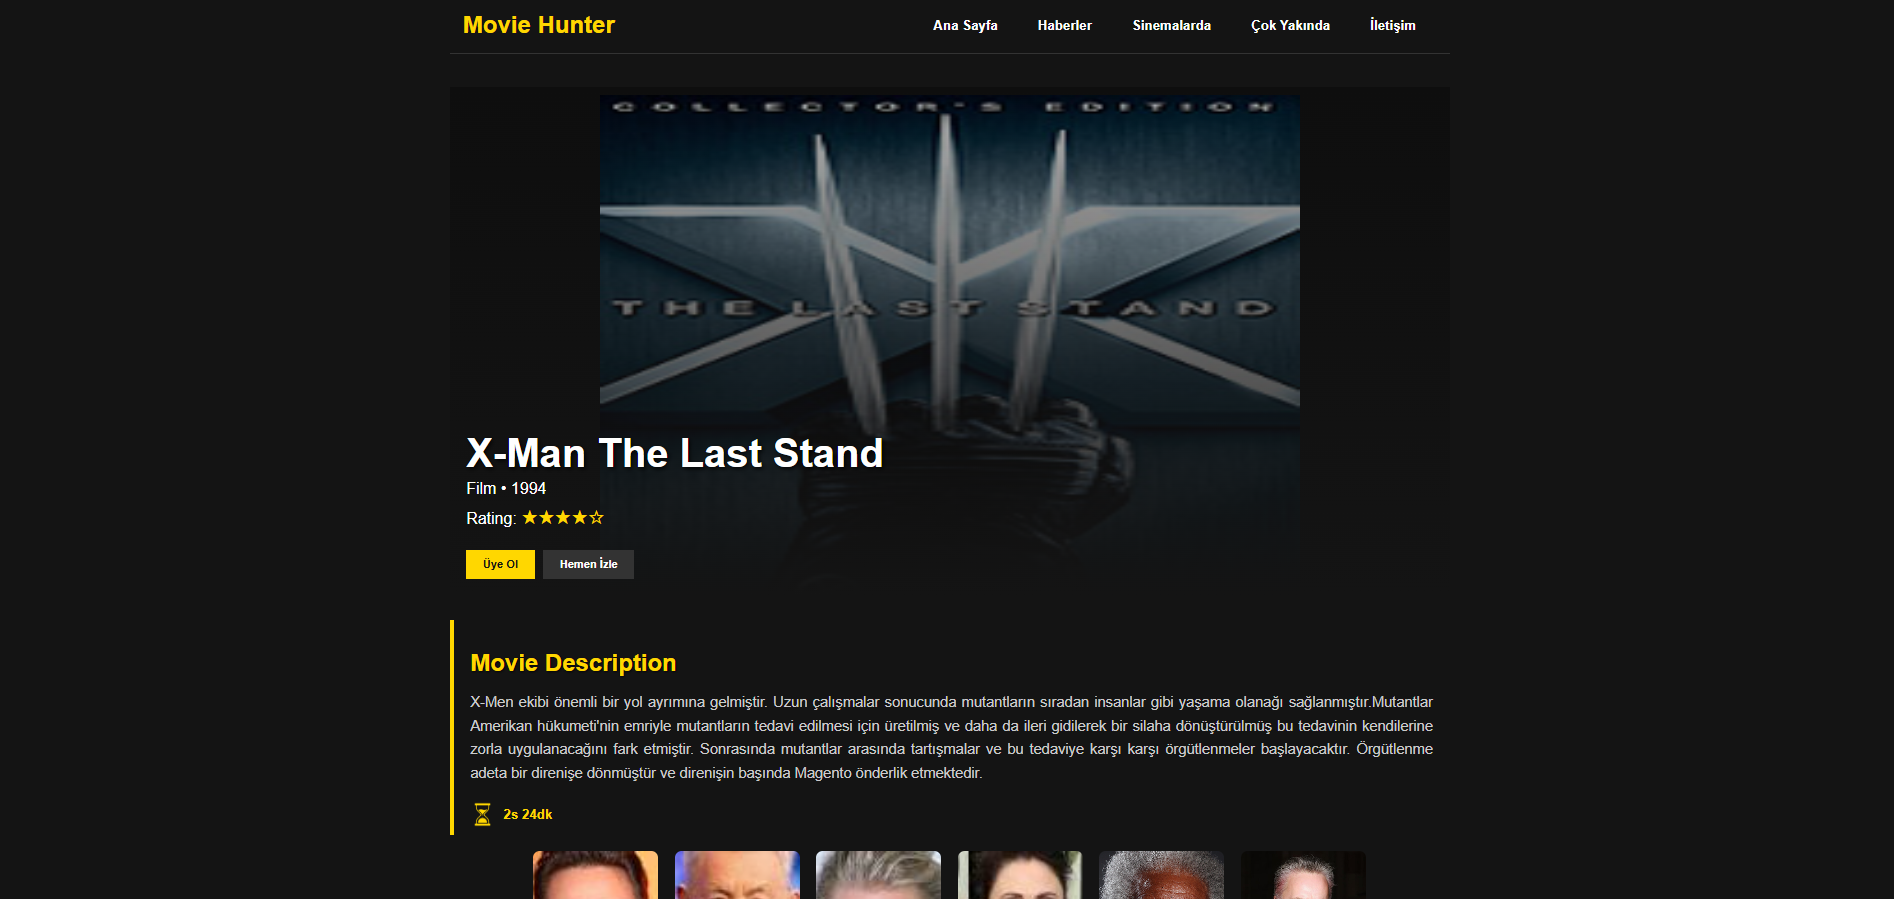 Movie Hunter
Ana Sayfa
Haberler
Sinemalarda
Çok Yakında
İletişim
COLLECTOR'S EDITION
THE LAST STAND
X-Man The Last Stand
Film • 1994
Rating: ★★★★☆
Üye Ol
Hemen İzle
Movie Description
X-Men ekibi önemli bir yol ayrımına gelmiştir. Uzun çalışmalar sonucunda mutantların sıradan insanlar gibi yaşama olanağı sağlanmıştır.Mutantlar
Amerikan hükumeti'nin emriyle mutantların tedavi edilmesi için üretilmiş ve daha da ileri gidilerek bir silaha dönüştürülmüş bu tedavinin kendilerine
zorla uygulanacağını fark etmiştir. Sonrasında mutantlar arasında tartışmalar ve bu tedaviye karşı karşı örgütlenmeler başlayacaktır. Örgütlenme
adeta bir direnişe dönmüştür ve direnişin başında Magento önderlik etmektedir.
2s 24dk